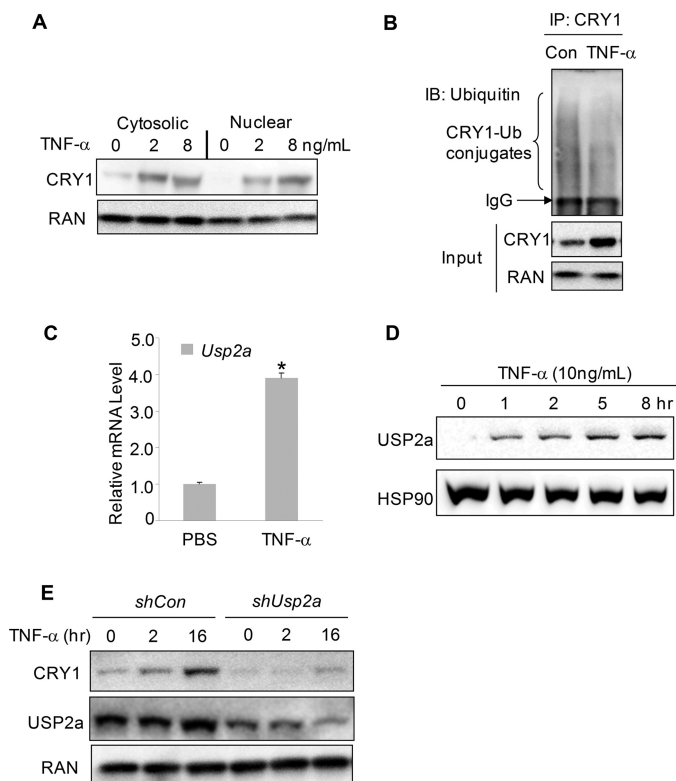 A
Cytosolic Nuclear
TNF-α 0 2 8 0 2 8 ng/mL
CRY1
RAN
B
IP: CRY1
Con TNF-α
IB: Ubiquitin
CRY1-Ub
conjugates
IgG
Input
CRY1
RAN
C
Relative mRNA Level
5.0
4.0
3.0
2.0
1.0
0
Usp2a
*
PBS TNF-α
D
TNF-α (10ng/mL)
0 1 2 5 8 hr
USP2a
HSP90
E
shCon shUsp2a
TNF-α (hr) 0 2 16 0 2 16
CRY1
USP2a
RAN